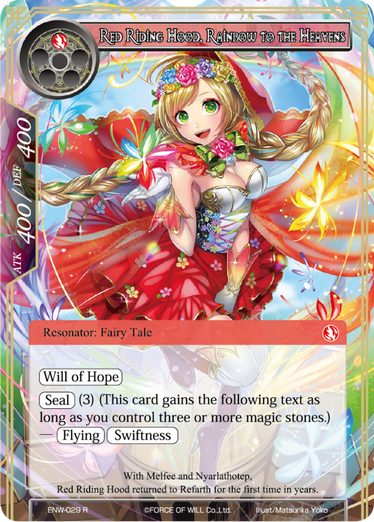 Red Riding Hood, Rainbow to the Heavens
ATK 400 / DEF 400
Resonator: Fairy Tale
Will of Hope
Seal (3) (This card gains the following text as
long as you control three or more magic stones.)
— Flying Swiftness
With Melfee and Nyarlathotep,
Red Riding Hood returned to Refarth for the first time in years.
ENW-029 R ©FORCE OF WILL Co.,Ltd. Illust/Matsurika Yoko